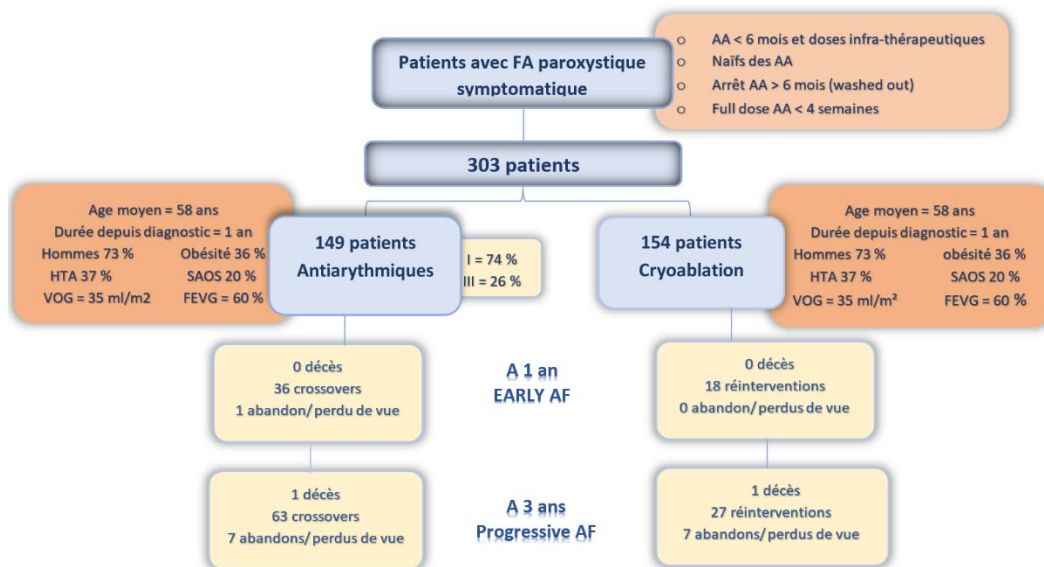 Patients avec FA paroxystique
symptomatique
o AA < 6 mois et doses infra-thérapeutiques
o Naïfs des AA
o Arrêt AA > 6 mois (washed out)
o Full dose AA < 4 semaines
303 patients
Age moyen = 58 ans
Durée depuis diagnostic = 1 an
Hommes 73 % Obésité 36 %
HTA 37 % SAOS 20 %
VOG = 35 ml/m2 FEVG = 60 %
149 patients
Antiarythmiques
I = 74 %
III = 26 %
154 patients
Cryoablation
Age moyen = 58 ans
Durée depuis diagnostic = 1 an
Hommes 73 % obésité 36 %
HTA 37 % SAOS 20 %
VOG = 35 ml/m² FEVG = 60 %
0 décès
36 crossovers
1 abandon/ perdu de vue
A 1 an
EARLY AF
0 décès
18 réinterventions
0 abandon/ perdus de vue
1 décès
63 crossovers
7 abandons/ perdus de vue
A 3 ans
Progressive AF
1 décès
27 réinterventions
7 abandons/ perdus de vue